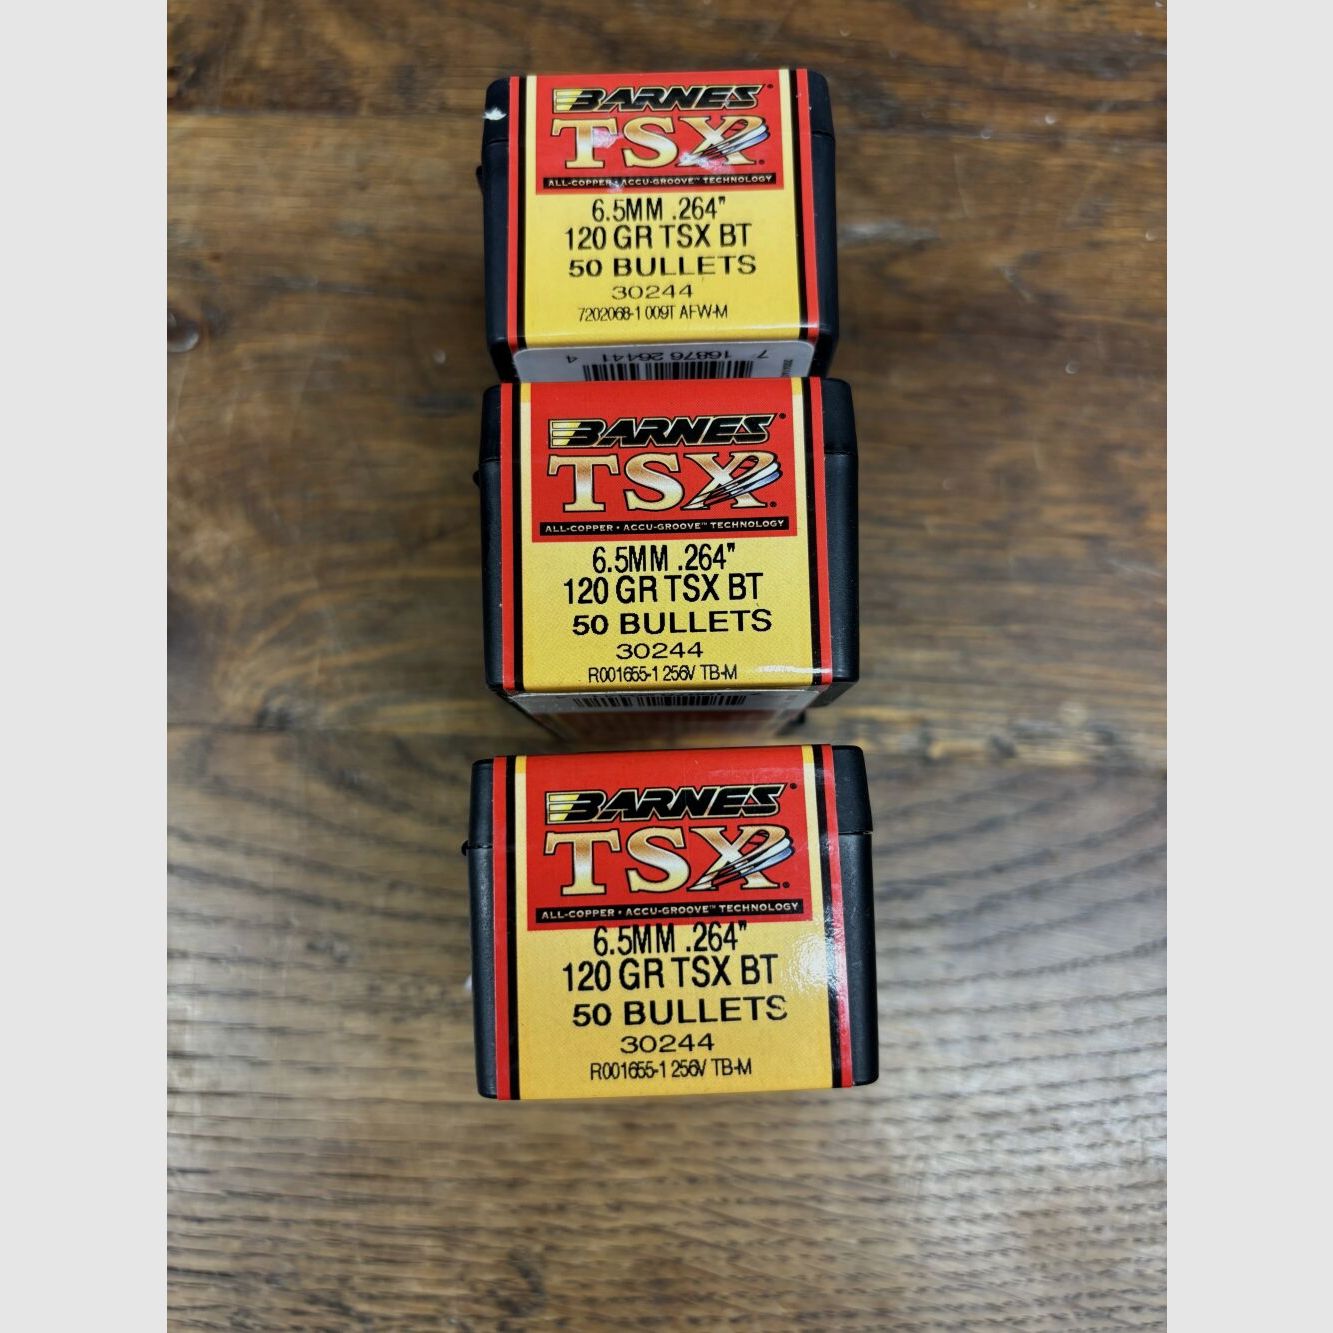 BARNES®
TSX®
ALL-COPPER • ACCU-GROOVE™ TECHNOLOGY
6.5MM .264"
120 GR TSX BT
50 BULLETS
30244
7202068-1 009T AFW-M
7 16876 26441 4
BARNES®
TSX®
ALL-COPPER • ACCU-GROOVE™ TECHNOLOGY
6.5MM .264"
120 GR TSX BT
50 BULLETS
30244
R001655-1 256V TB-M
BARNES®
TSX®
ALL-COPPER • ACCU-GROOVE™ TECHNOLOGY
6.5MM .264"
120 GR TSX BT
50 BULLETS
30244
R001655-1 256V TB-M